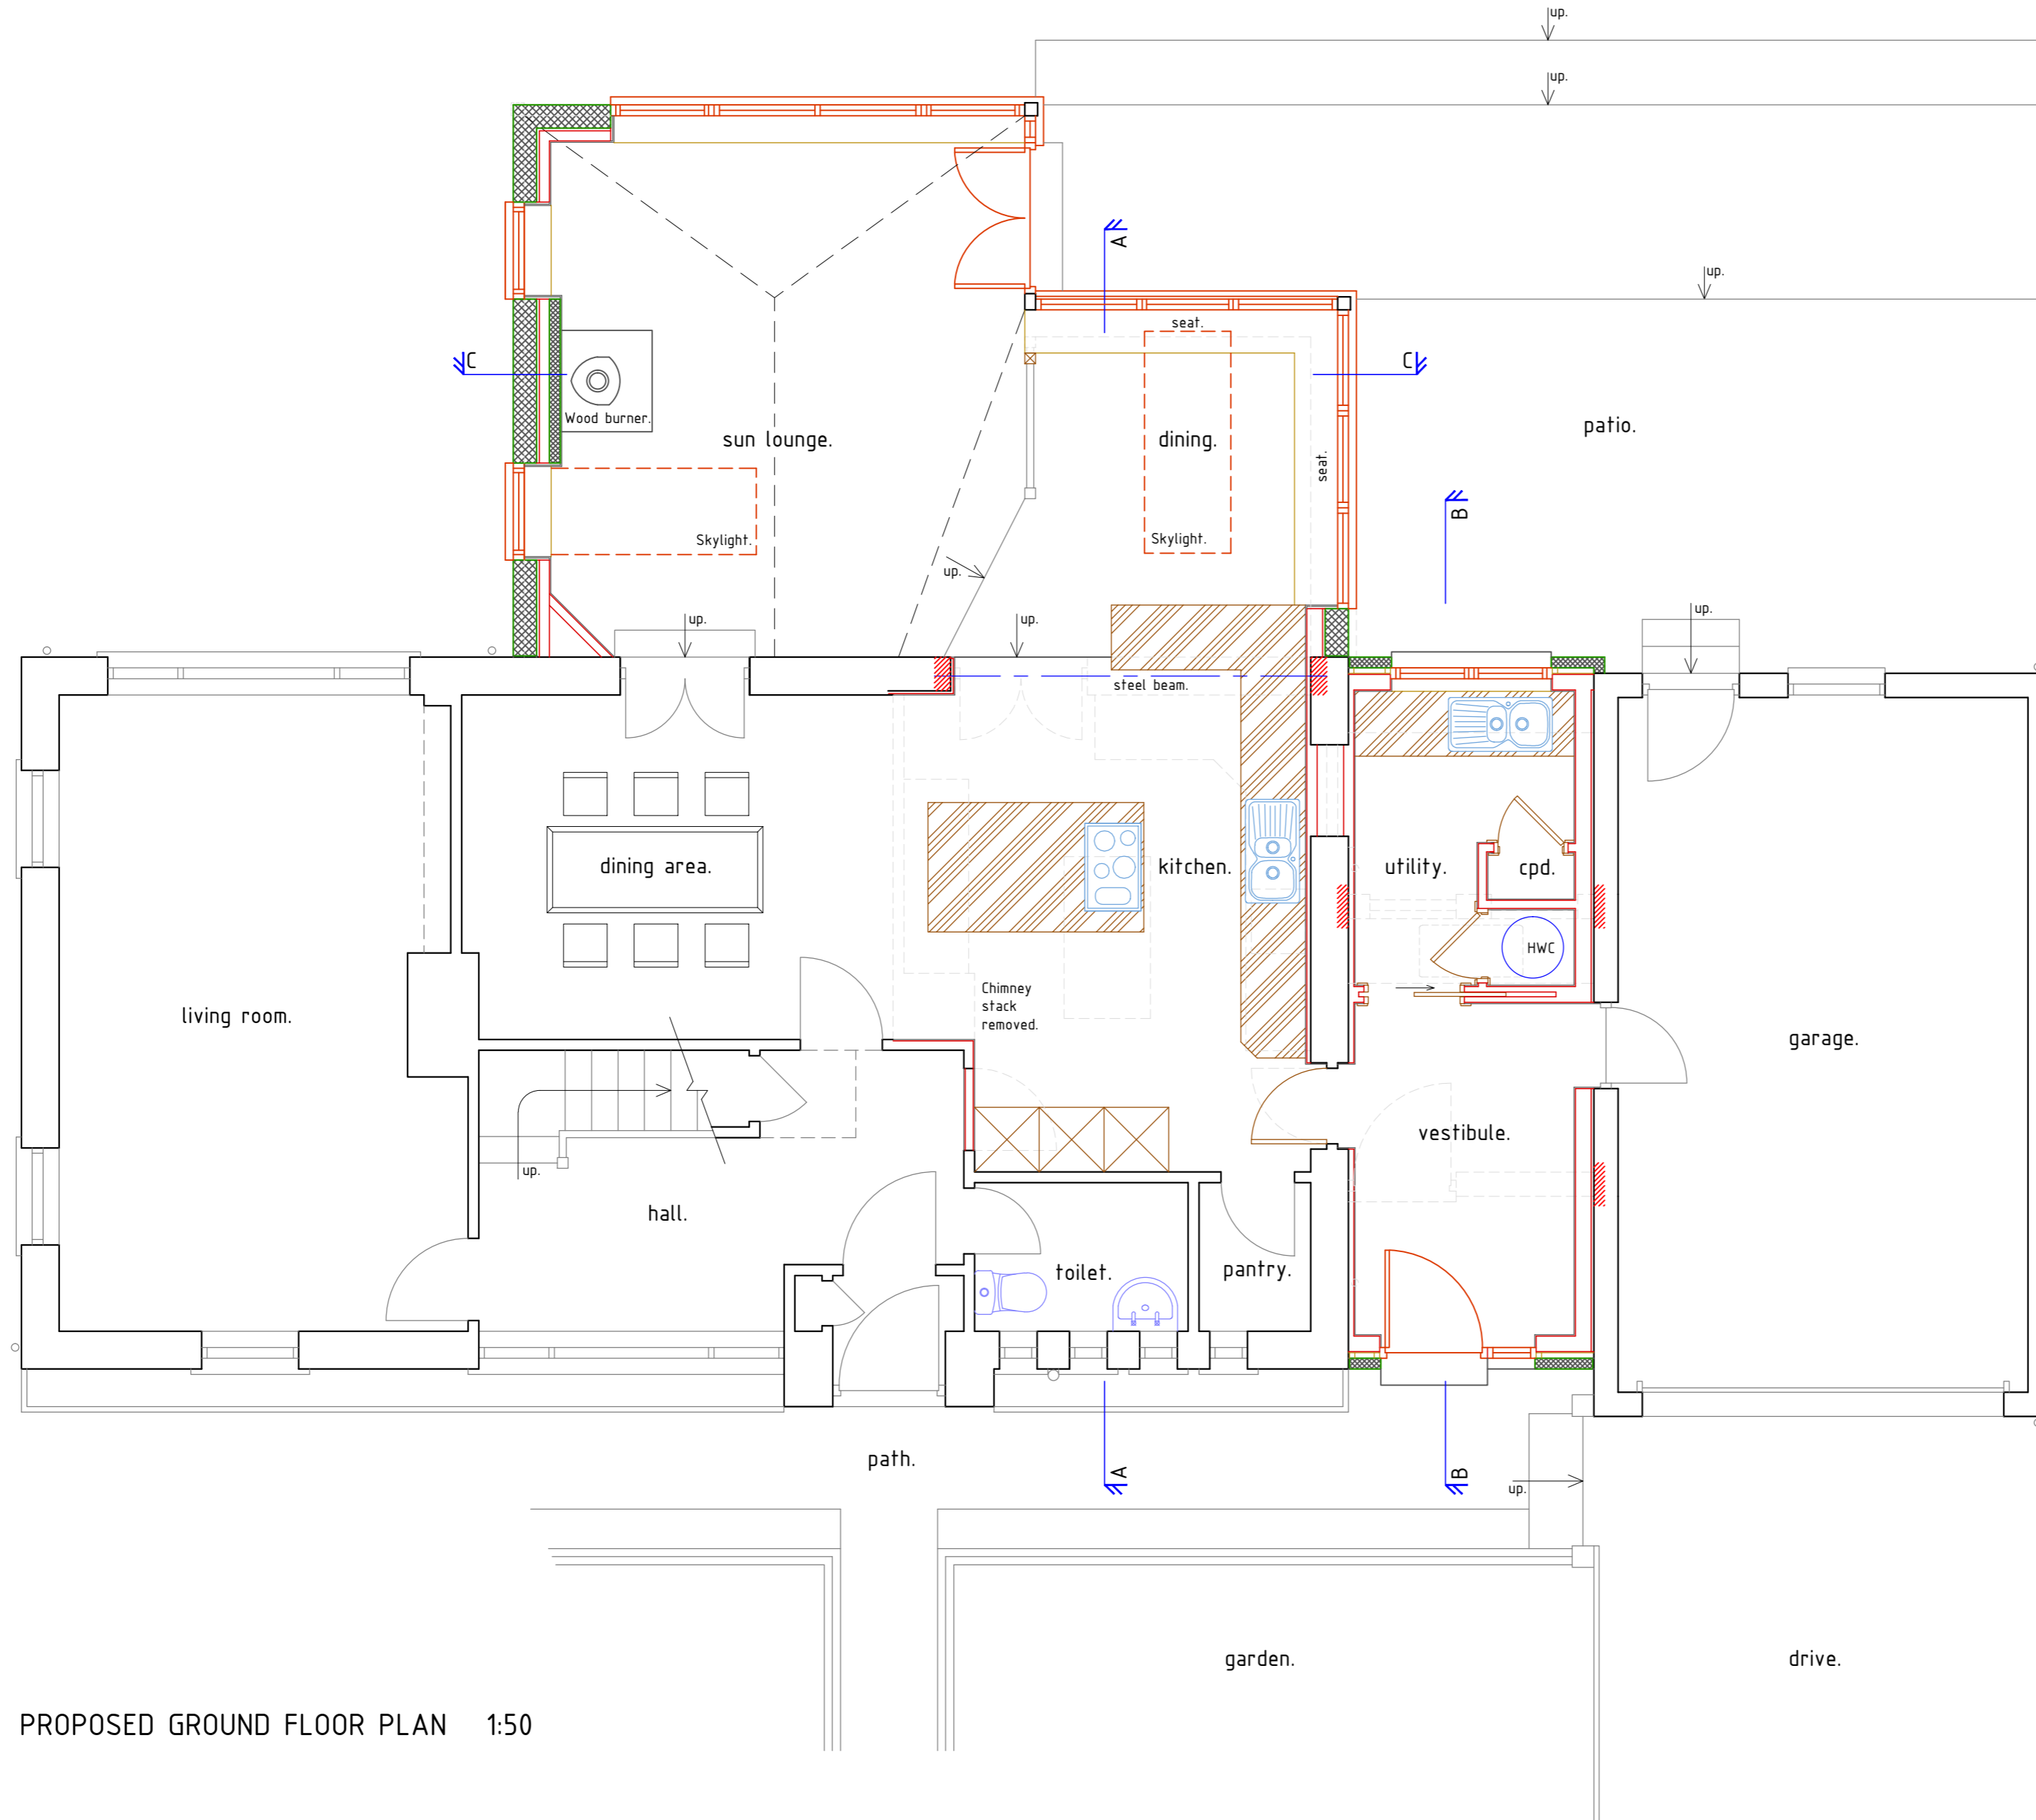 up.
up.
A
up.
seat.
C
C
Wood burner.
sun lounge.
dining.
patio.
seat.
B
Skylight.
Skylight.
up.
up.
up.
up.
steel beam.
dining area.
kitchen.
utility.
cpd.
HWC
Chimney
stack
removed.
living room.
garage.
vestibule.
up.
hall.
toilet.
pantry.
path.
A
B
up.
garden.
drive.
PROPOSED GROUND FLOOR PLAN 1:50